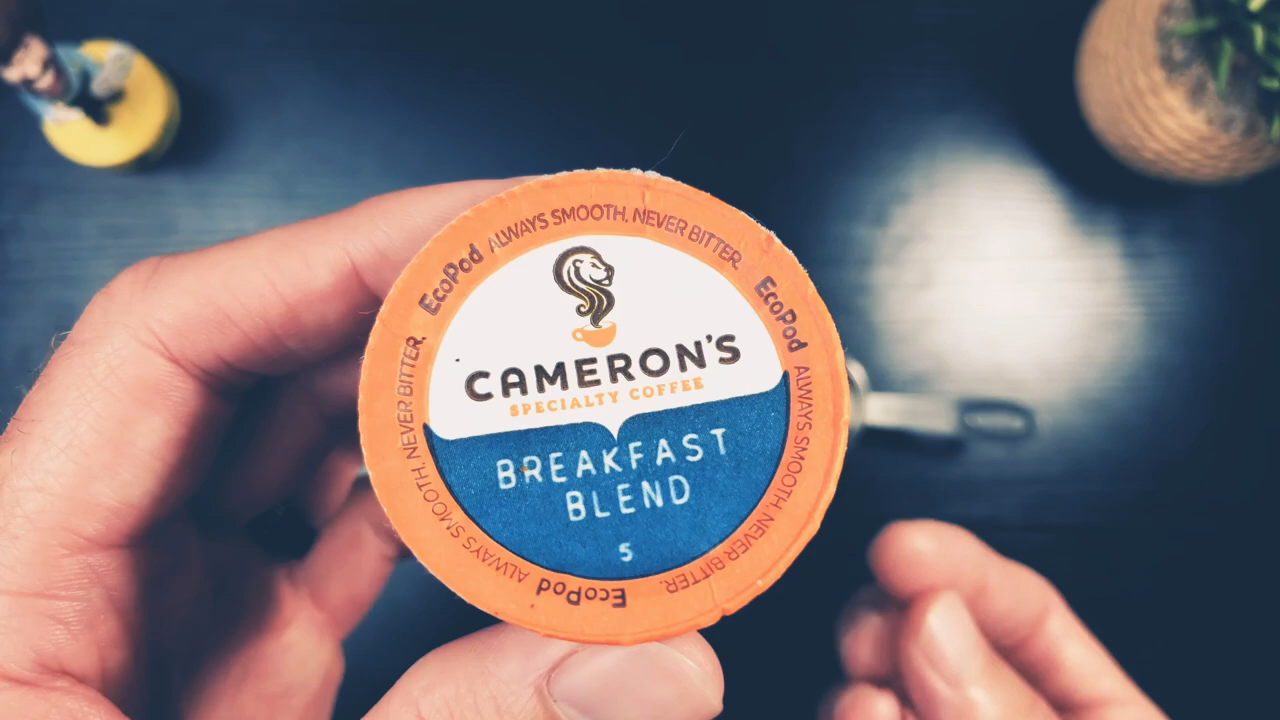 CAMERON'S
SPECIALTY COFFEE
BREAKFAST
BLEND
5
EcoPod ALWAYS SMOOTH. NEVER BITTER.
EcoPod ALWAYS SMOOTH. NEVER BITTER.
EcoPod ALWAYS SMOOTH. NEVER BITTER.